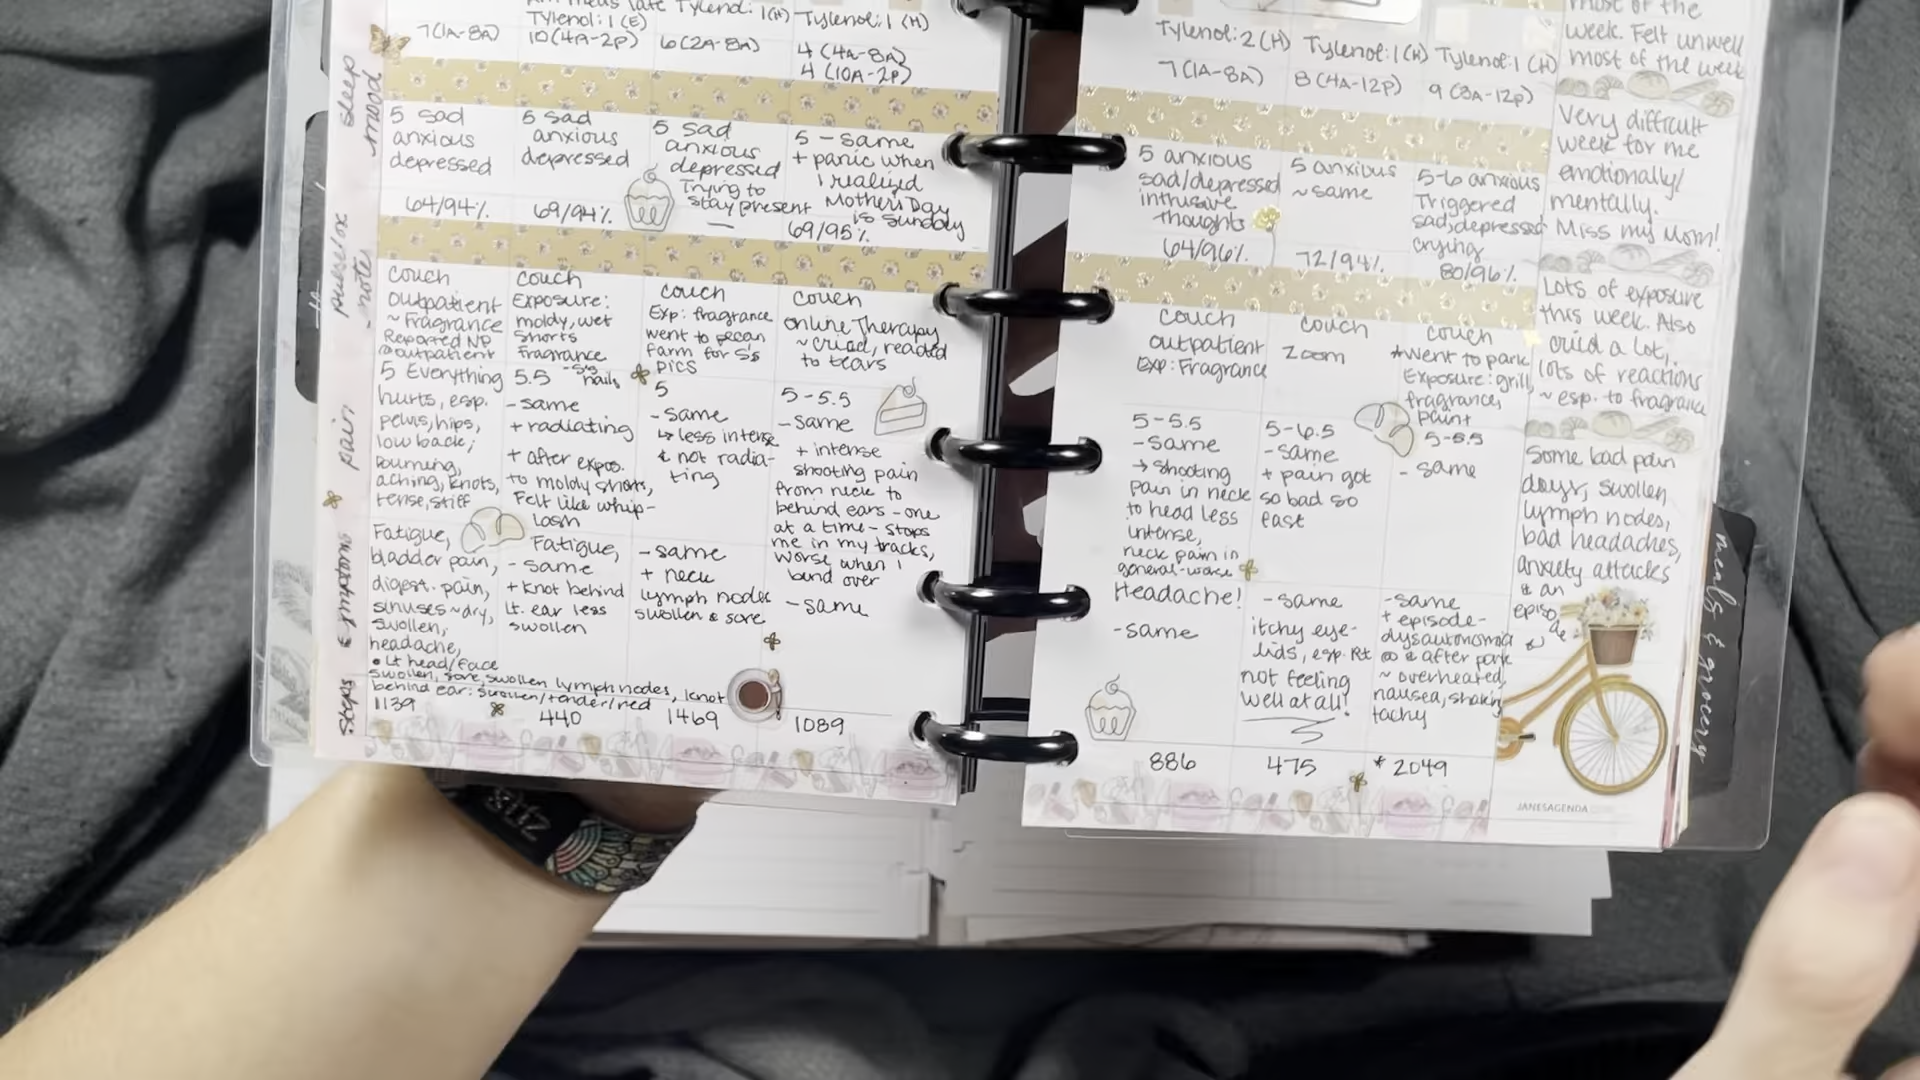 sleep
mood
pulse/ox
notes
pain
symptoms
steps
7(1A-8A)
5 sad
anxious
depressed
64/94%
couch
outpatient
~ Fragrance
Reported NP
@outpatient
5 Everything
hurts, esp.
pelvis, hips,
low back;
burning,
aching, knots,
tense, stiff
Fatigue,
bladder pain,
digest. pain,
sinuses ~ dry,
swollen,
headache,
• Lt head/face
swollen, sore, swollen lymph nodes, knot
behind ear: swollen/tender/red
1139
Tylenol: 1 (E)
10(4A-2P)
5 sad
anxious
depressed
69/94%
couch
Exposure:
moldy, wet
shorts
fragrance
5.5
nails
-same
+ radiating
+ after expos.
to moldy shorts,
Felt like whip-
lash
Fatigue,
- same
+ knot behind
Lt. ear less
swollen
440
Tylenol: 1(H)
6(2A-8A)
5 sad
anxious
depressed
Trying to
stay present
couch
Exp: fragrance
went to pecan
farm for S's
pics
5
-same
↳ less intense
& not radia-
ting
-same
+ neck
lymph nodes
swollen & sore
1469
Tylenol: 1 (H)
4 (4A-8A)
4 (10A-2P)
5 - same
+ panic when
I realized
Mother's Day
is Sunday
69/95%
couch
online Therapy
~ cried, reacted
to tears
5-5.5
-same
+ intense
shooting pain
from neck to
behind ears - one
at a time - stops
me in my tracks,
worse when I
bend over
-same
1089
Tylenol: 2(H)
7(1A-8A)
5 anxious
sad/depressed
intrusive
thoughts
64/96%
couch
outpatient
Exp: Fragrance
5-5.5
-same
→ shooting
pain in neck
to head less
intense,
neck pain in
general-worse
Headache!
-same
886
Tylenol: 1(H)
8(4A-12P)
5 anxious
~ same
72/94%
couch
Zoom
5-6.5
-same
+ pain got
so bad so
fast
-same
itchy eye-
lids, esp. Rt
not feeling
well at all!
475
Tylenol: 1 (H)
9(3A-12P)
5-6 anxious
Triggered
sad, depressed
crying
80/96%
couch
*went to park
Exposure: grill,
fragrances,
paint
5-5.5
- same
-same
+ episode-
dysautonomia
@ & after park
~ overheated,
nausea, shaking
tachy
* 2049
most of the
week. Felt unwell
most of the week
Very difficult
week for me
emotionally/
mentally.
Miss my Mom!
Lots of exposure
this week. Also
cried a lot,
lots of reactions
~ esp. to fragrance
Some bad pain
days, swollen
lymph nodes,
bad headaches,
anxiety attacks
& an
episo
de
JANESAGENDA
meals & grocery